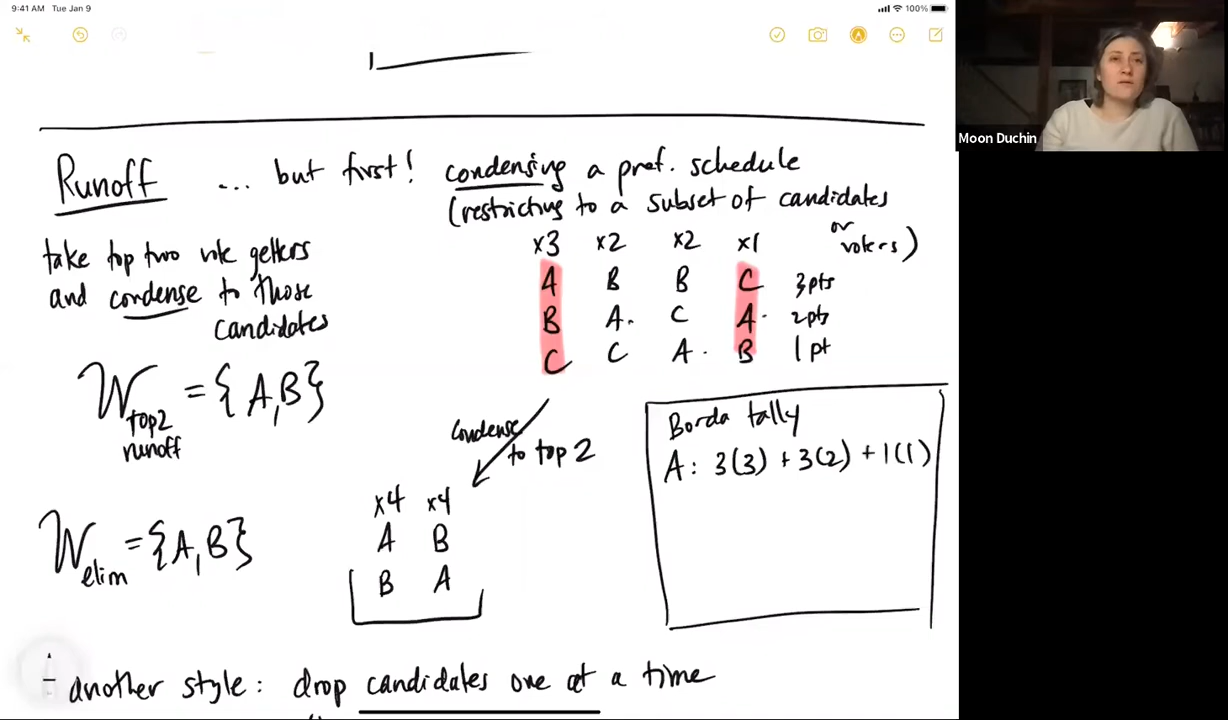 9:41 AM Tue Jan 9
100%
Runoff ... but first! condensing a pref. schedule
(restricting to a subset of candidates
or voters)
take top two vote getters
and condense to those
candidates
x3 x2 x2 x1
A B B C 3pts
B A C A 2pts
C C A B 1pt
W top2 runoff = {A,B}
condense
to top 2
x4 x4
A B
B A
Borda tally
A: 3(3) + 3(2) + 1(1)
W elim = {A,B}
another style: drop candidates one at a time
Moon Duchin